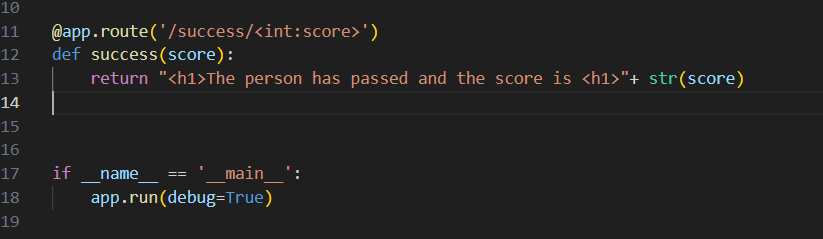 10
11 @app.route('/success/<int:score>')
12 def success(score):
13     return "<h1>The person has passed and the score is <h1>"+ str(score)
14
15
16
17 if __name__ == '__main__':
18     app.run(debug=True)
19